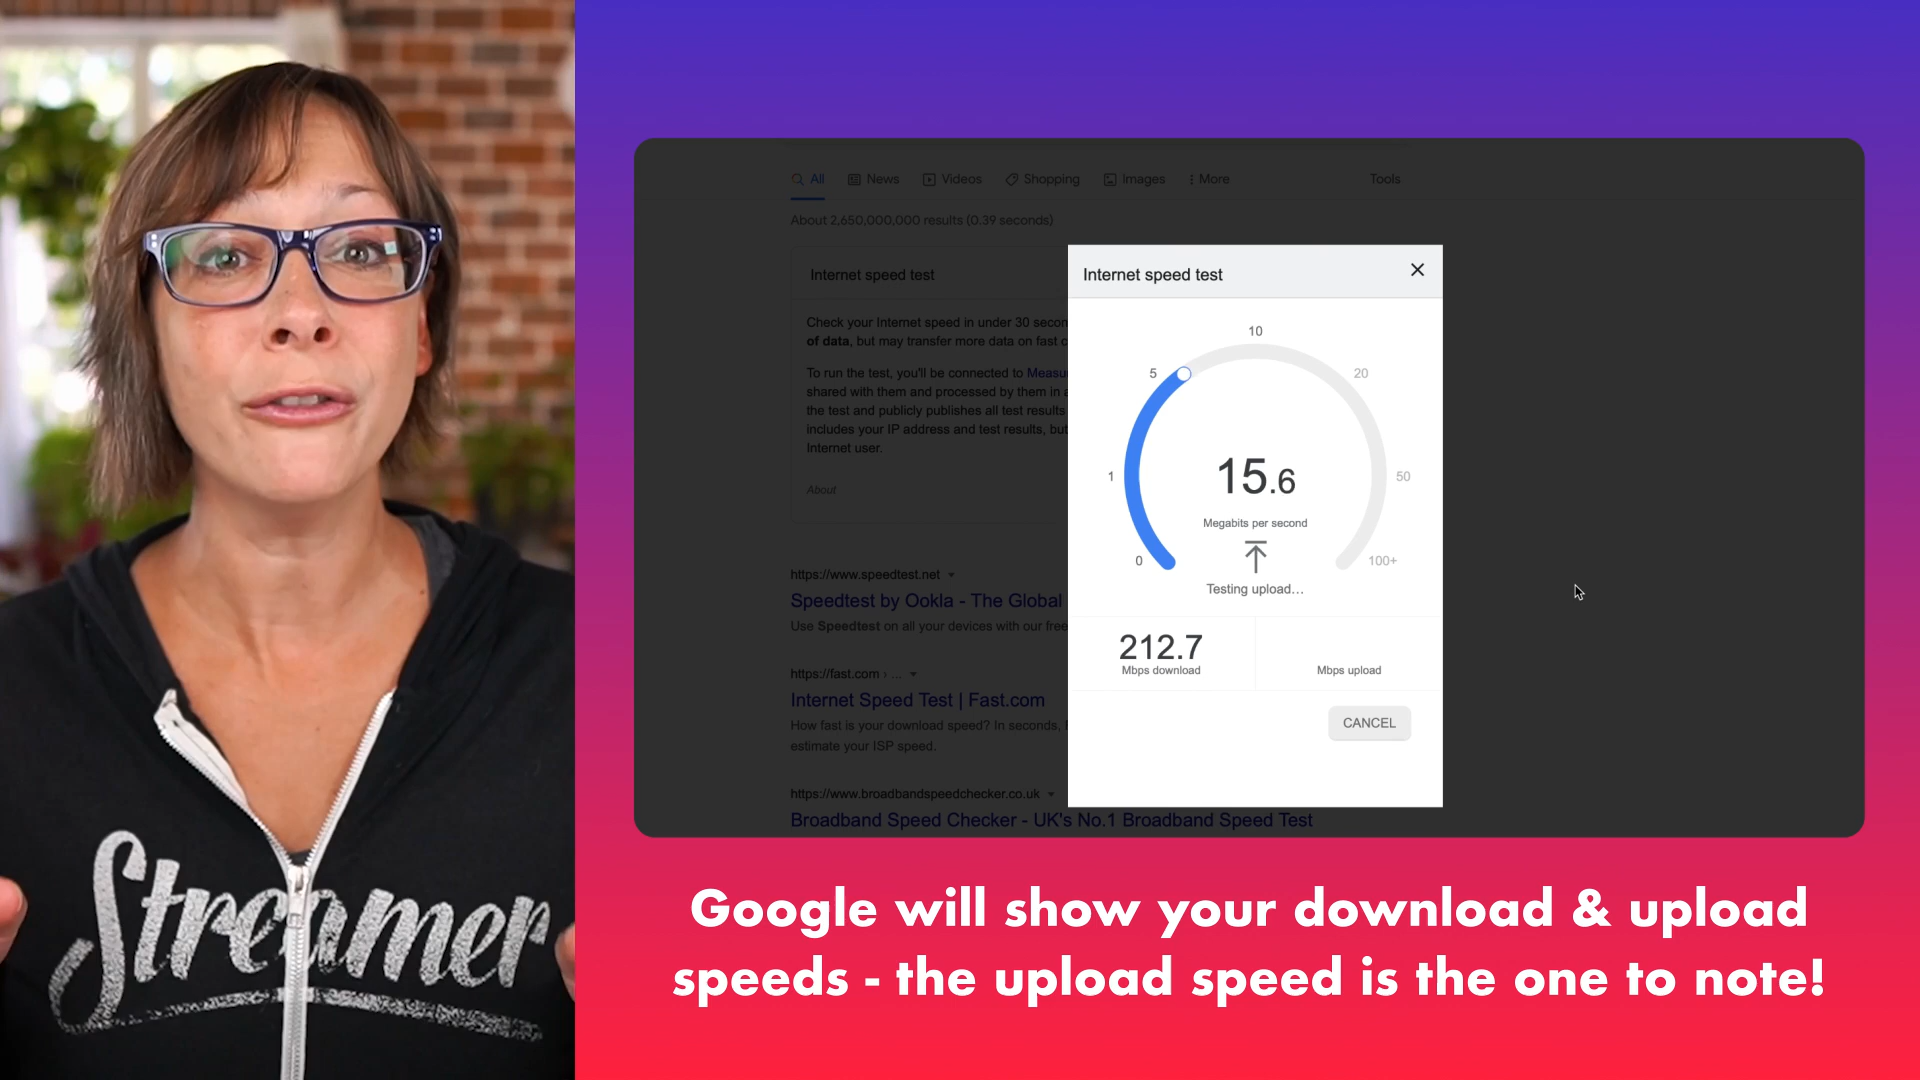 All News Videos Shopping Images More Tools
About 2,650,000,000 results (0.39 seconds)
Internet speed test
Check your Internet speed in under 30 secon
of data, but may transfer more data on fast c
To run the test, you'll be connected to Measu
shared with them and processed by them in a
the test and publicly publishes all test results
includes your IP address and test results, but
Internet user.
About
https://www.speedtest.net
Speedtest by Ookla - The Global
Use Speedtest on all your devices with our free
https://fast.com › ...
Internet Speed Test | Fast.com
How fast is your download speed? In seconds,
estimate your ISP speed.
https://www.broadbandspeedchecker.co.uk
Broadband Speed Checker - UK's No.1 Broadband Speed Test
Internet speed test
10
5
20
1
50
0
100+
15.6
Megabits per second
Testing upload...
212.7
Mbps download
Mbps upload
CANCEL
Streamer
Google will show your download & upload
speeds - the upload speed is the one to note!